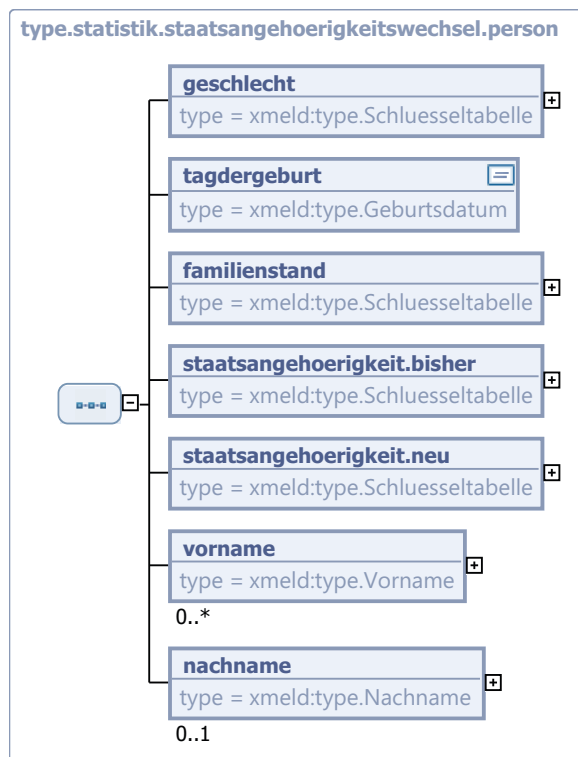 type.statistik.staatsangehoerigkeitswechsel.person
geschlecht
type = xmeld:type.Schluesseltabelle
tagdergeburt
type = xmeld:type.Geburtsdatum
familienstand
type = xmeld:type.Schluesseltabelle
staatsangehoerigkeit.bisher
type = xmeld:type.Schluesseltabelle
staatsangehoerigkeit.neu
type = xmeld:type.Schluesseltabelle
vorname
type = xmeld:type.Vorname
0..*
nachname
type = xmeld:type.Nachname
0..1